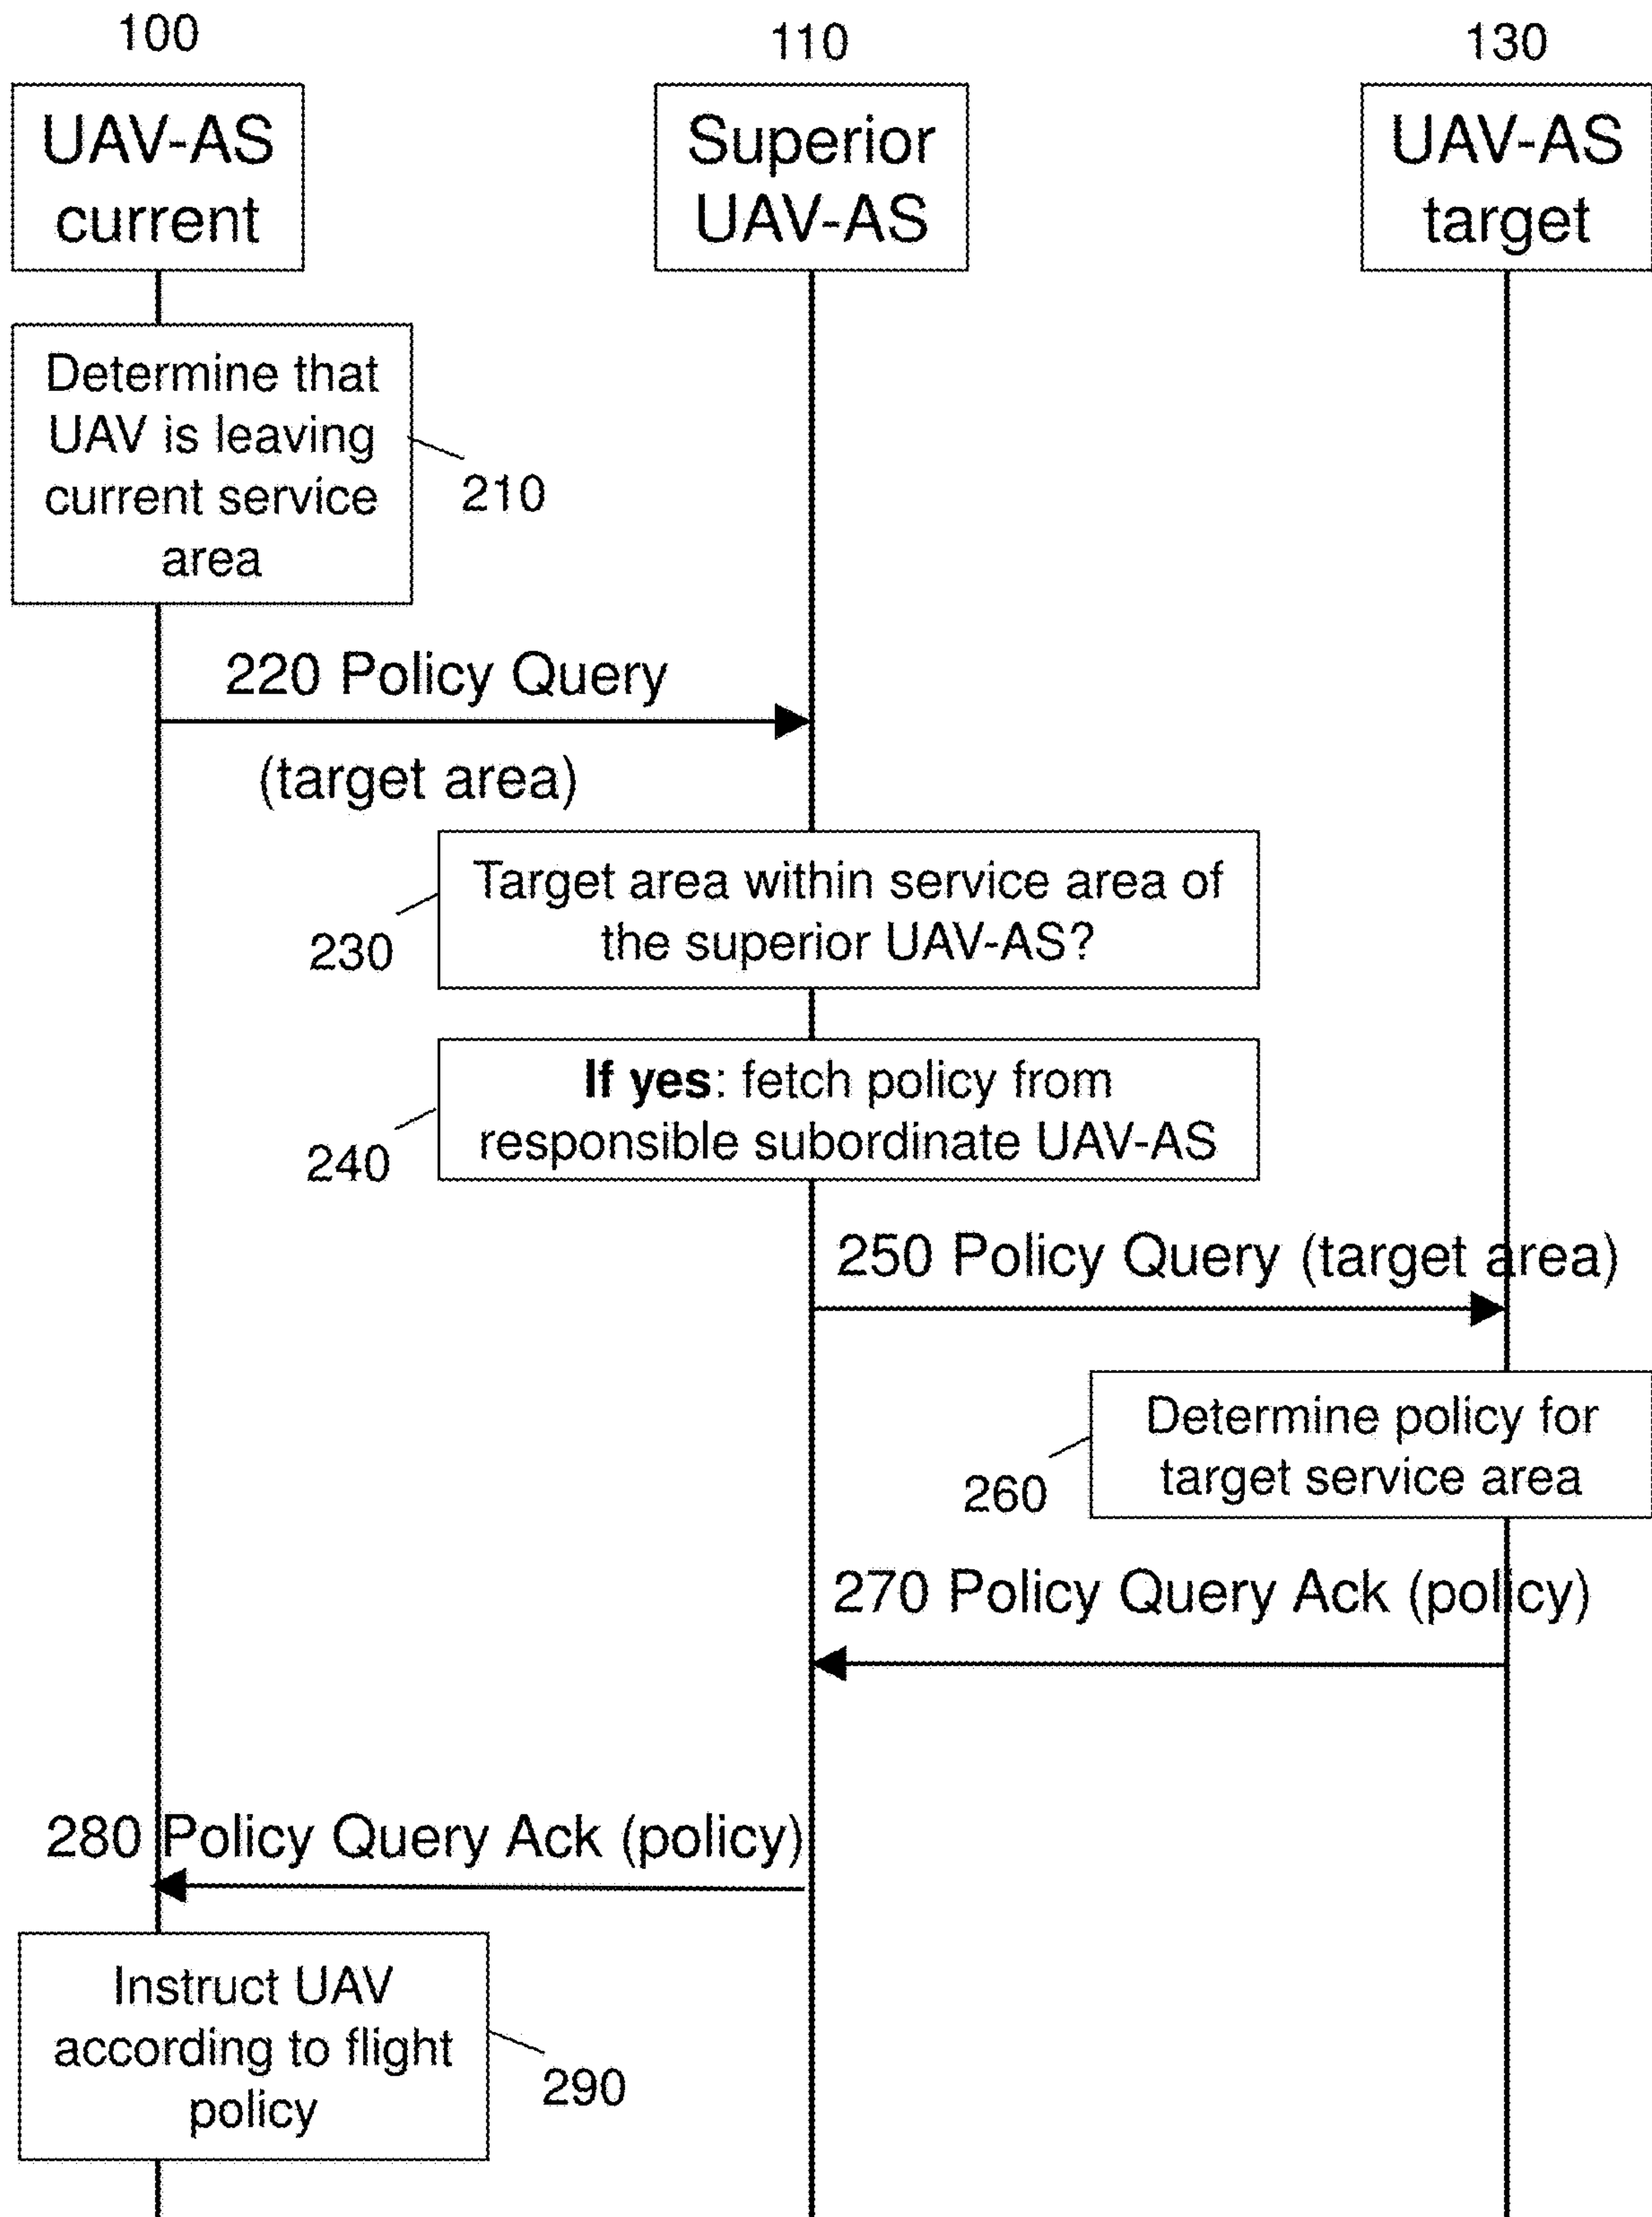 100
110
130
UAV-AS
current
Superior
UAV-AS
UAV-AS
target
Determine that
UAV is leaving
current service
area
210
220 Policy Query
(target area)
Target area within service area of
the superior UAV-AS?
230
If yes: fetch policy from
responsible subordinate UAV-AS
240
250 Policy Query (target area)
Determine policy for
target service area
260
270 Policy Query Ack (policy)
280 Policy Query Ack (policy)
Instruct UAV
according to flight
policy
290